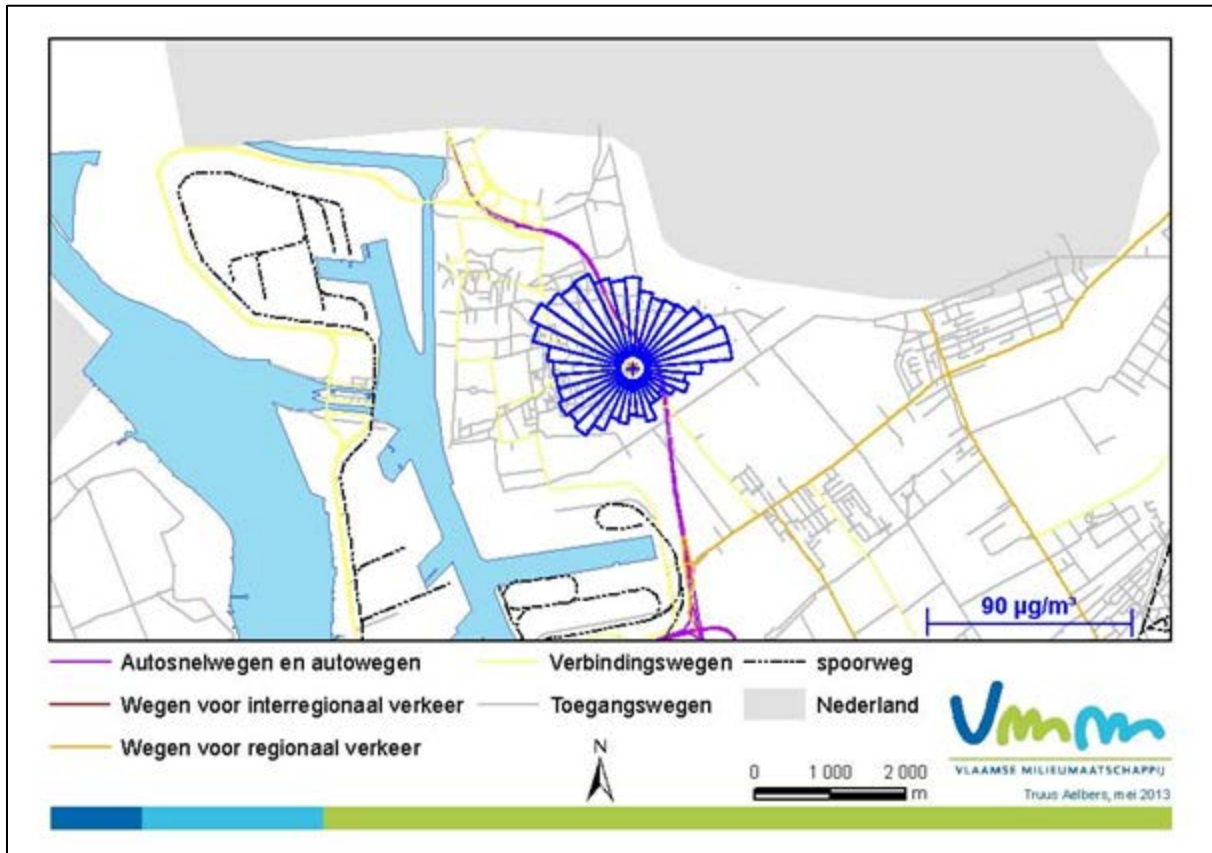 90 µg/m³
Autosnelwegen en autowegen
Verbindingswegen
spoorweg
Wegen voor interregionaal verkeer
Toegangswegen
Nederland
Wegen voor regionaal verkeer
N
0 1 000 2 000
m
Vmm
VLAAMSE MILIEUMAATSCHAPPIJ
Truus Aelbers, mei 2013